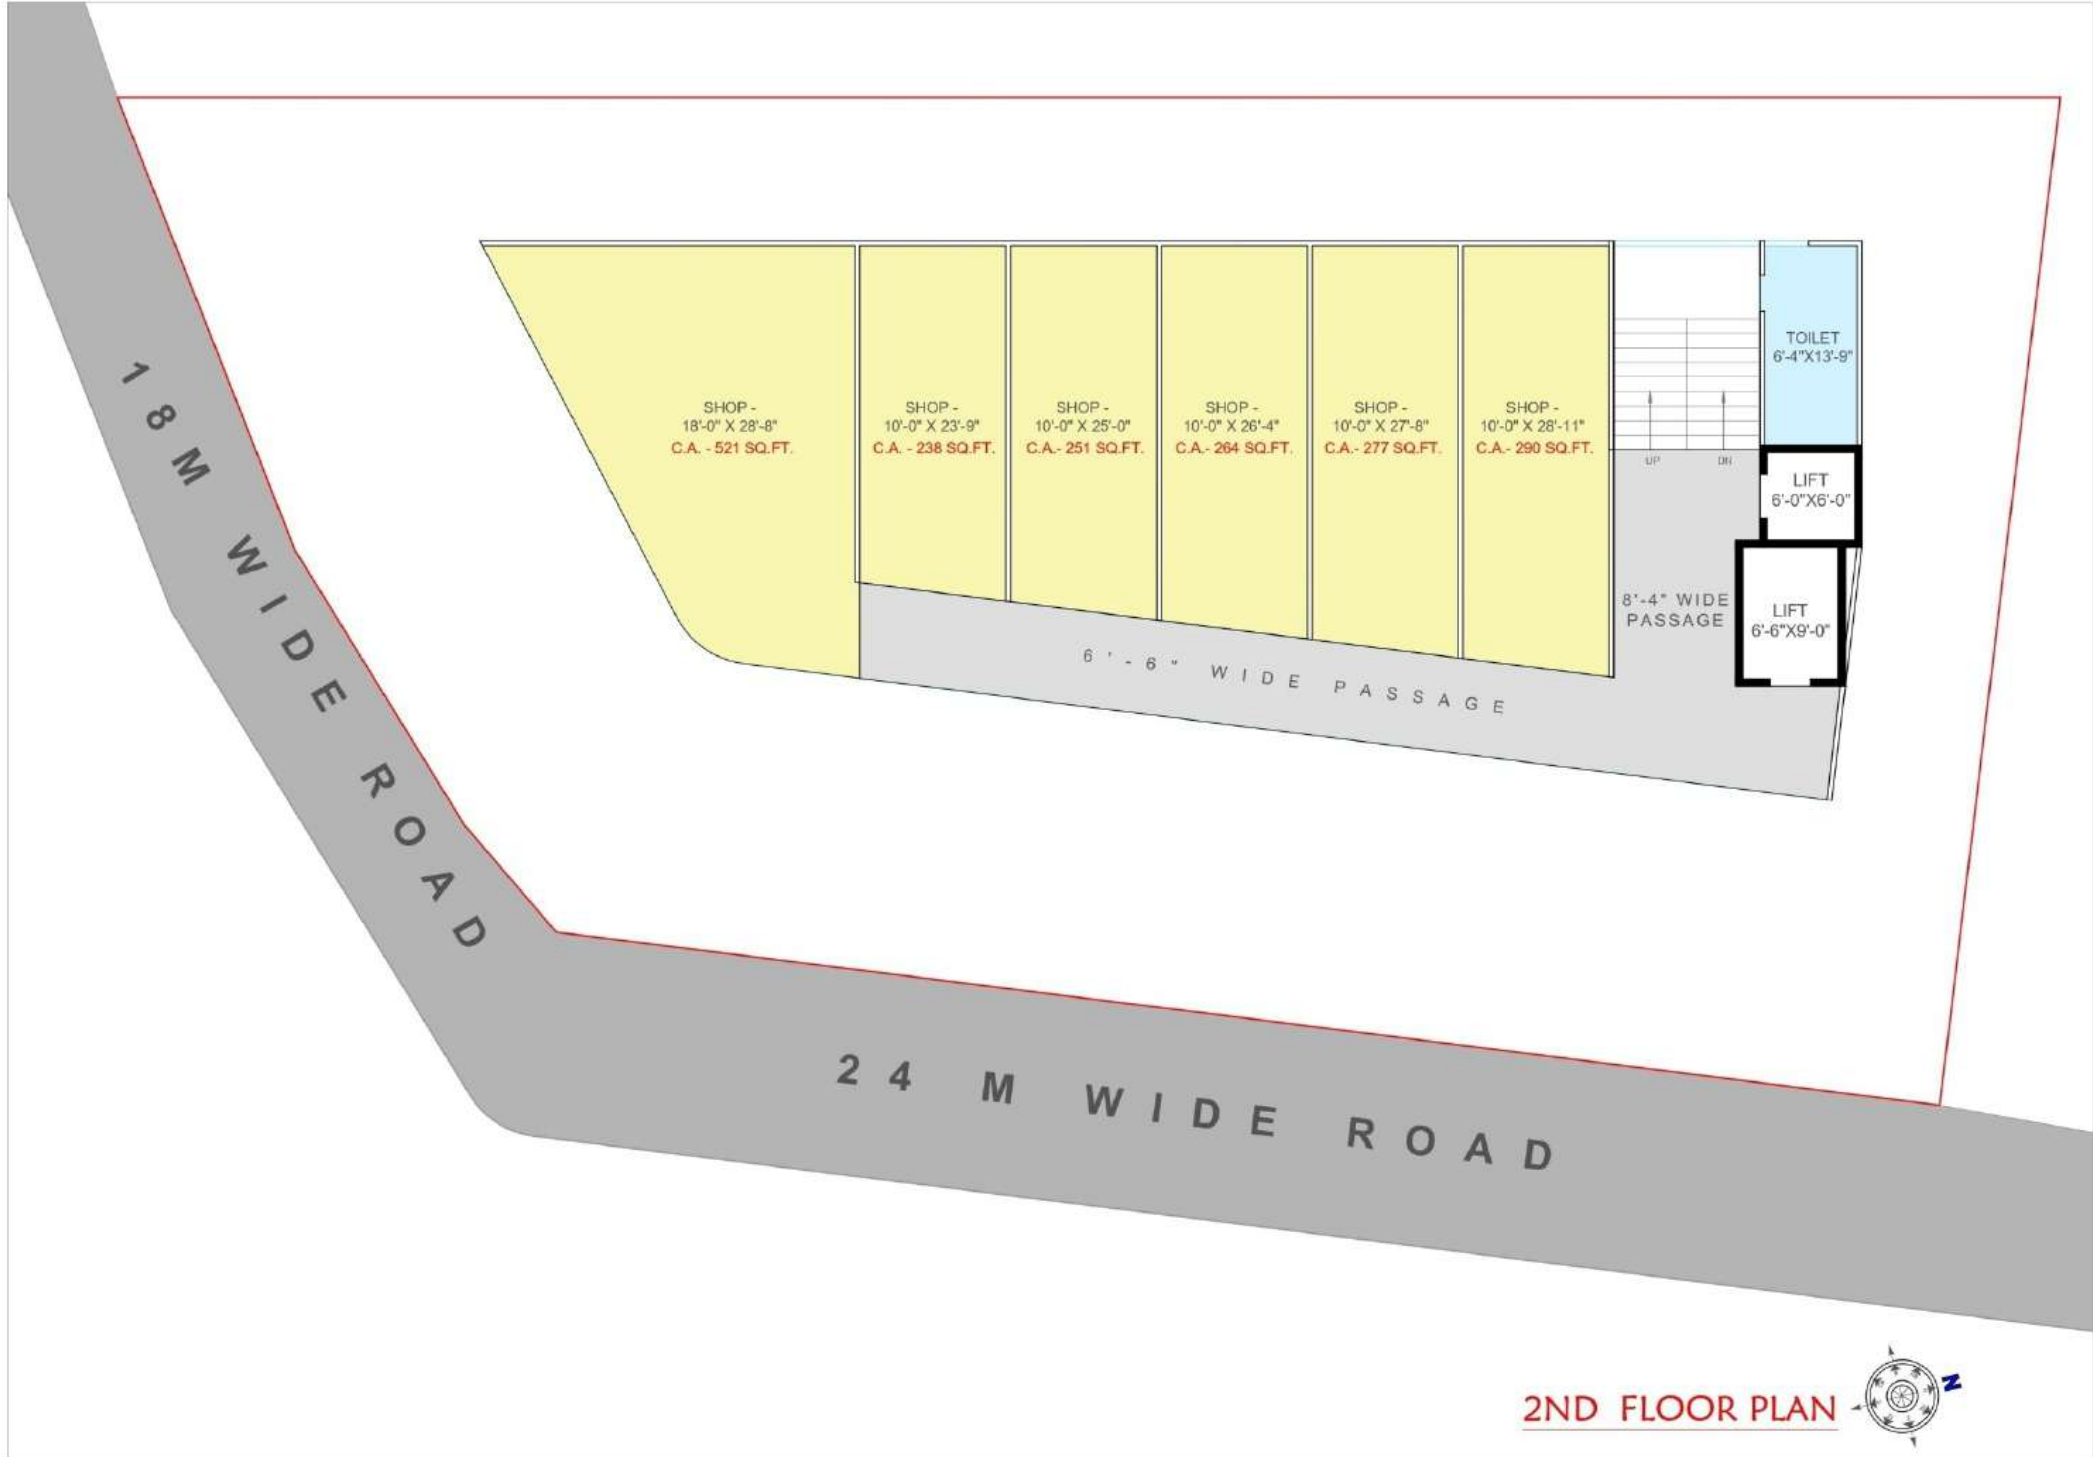 18M WIDE ROAD
SHOP -
18'-0" X 28'-8"
C.A. - 521 SQ.FT.
SHOP -
10'-0" X 23'-9"
C.A. - 238 SQ.FT.
SHOP -
10'-0" X 25'-0"
C.A.- 251 SQ.FT.
SHOP -
10'-0" X 26'-4"
C.A.- 264 SQ.FT.
SHOP -
10'-0" X 27'-8"
C.A.- 277 SQ.FT.
SHOP -
10'-0" X 28'-11"
C.A.- 290 SQ.FT.
UP
DN
TOILET
6'-4"X13'-9"
LIFT
6'-0"X6'-0"
LIFT
6'-6"X9'-0"
8'-4" WIDE
PASSAGE
6'-6" WIDE PASSAGE
24 M WIDE ROAD
2ND FLOOR PLAN
N